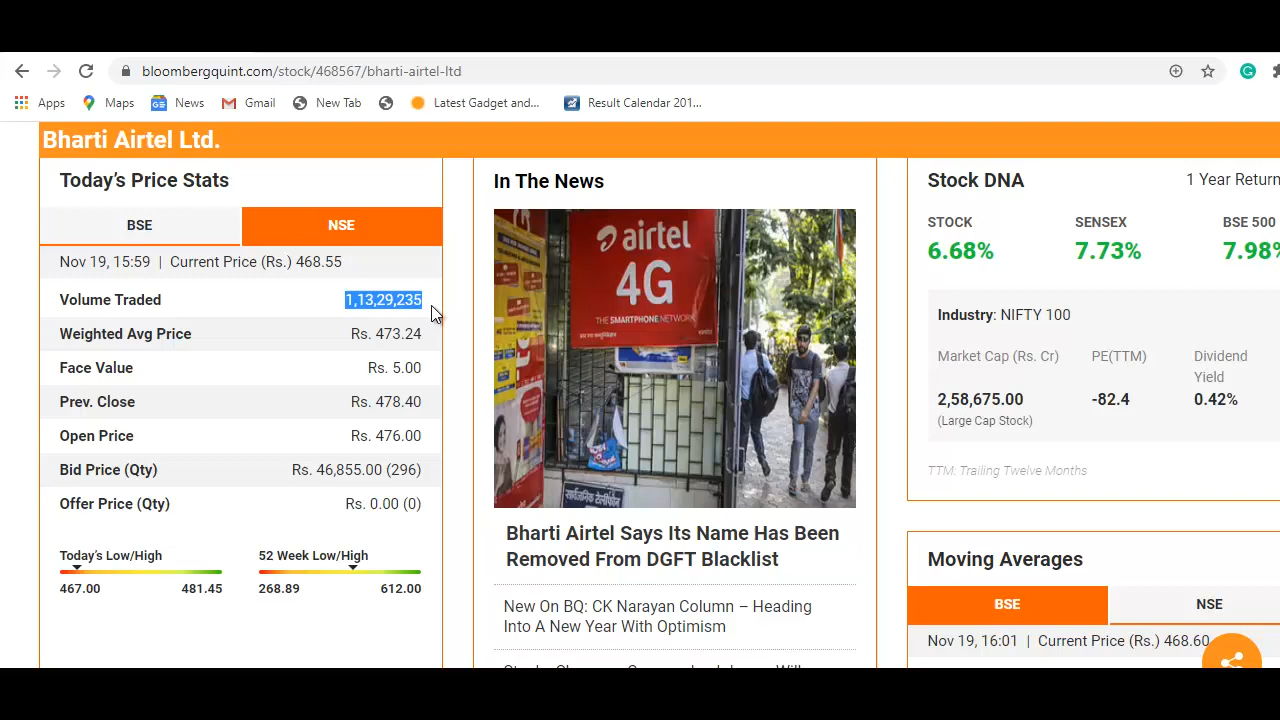 bloombergquint.com/stock/468567/bharti-airtel-ltd
Apps Maps News Gmail New Tab Latest Gadget and... Result Calendar 201...
Bharti Airtel Ltd.
Today's Price Stats
BSE NSE
Nov 19, 15:59 | Current Price (Rs.) 468.55
Volume Traded 1,13,29,235
Weighted Avg Price Rs. 473.24
Face Value Rs. 5.00
Prev. Close Rs. 478.40
Open Price Rs. 476.00
Bid Price (Qty) Rs. 46,855.00 (296)
Offer Price (Qty) Rs. 0.00 (0)
Today's Low/High 52 Week Low/High
467.00 481.45 268.89 612.00
In The News
airtel
4G
THE SMARTPHONE NETWORK
Bharti Airtel Says Its Name Has Been
Removed From DGFT Blacklist
New On BQ: CK Narayan Column – Heading
Into A New Year With Optimism
Stock DNA 1 Year Return
STOCK SENSEX BSE 500
6.68% 7.73% 7.98%
Industry: NIFTY 100
Market Cap (Rs. Cr) PE(TTM) Dividend
Yield
2,58,675.00 -82.4 0.42%
(Large Cap Stock)
TTM: Trailing Twelve Months
Moving Averages
BSE NSE
Nov 19, 16:01 | Current Price (Rs.) 468.60